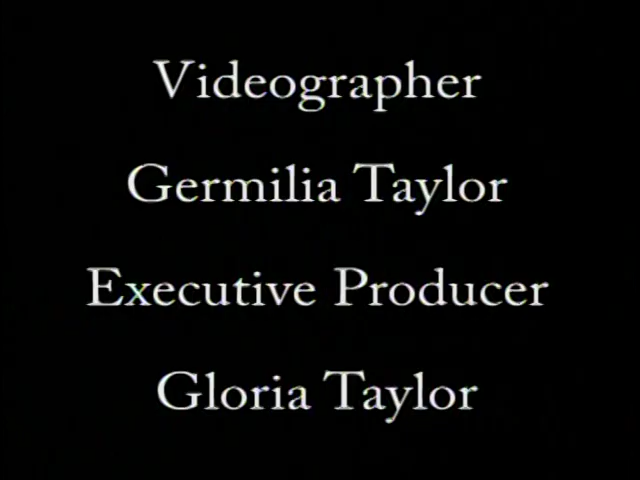 Videographer
Germilia Taylor
Executive Producer
Gloria Taylor